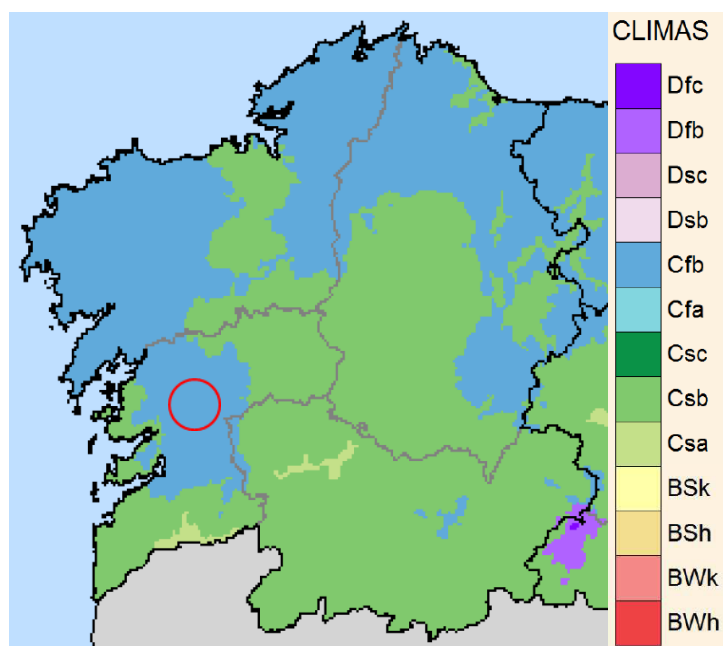 CLIMAS
Dfc
Dfb
Dsc
Dsb
Cfb
Cfa
Csc
Csb
Csa
BSk
BSh
BWk
BWh